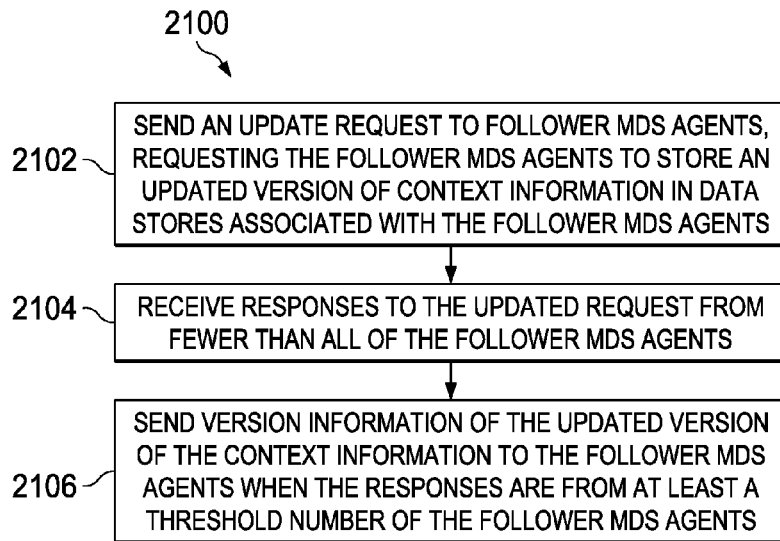 2100
2102
SEND AN UPDATE REQUEST TO FOLLOWER MDS AGENTS,
REQUESTING THE FOLLOWER MDS AGENTS TO STORE AN
UPDATED VERSION OF CONTEXT INFORMATION IN DATA
STORES ASSOCIATED WITH THE FOLLOWER MDS AGENTS
2104
RECEIVE RESPONSES TO THE UPDATED REQUEST FROM
FEWER THAN ALL OF THE FOLLOWER MDS AGENTS
2106
SEND VERSION INFORMATION OF THE UPDATED VERSION
OF THE CONTEXT INFORMATION TO THE FOLLOWER MDS
AGENTS WHEN THE RESPONSES ARE FROM AT LEAST A
THRESHOLD NUMBER OF THE FOLLOWER MDS AGENTS